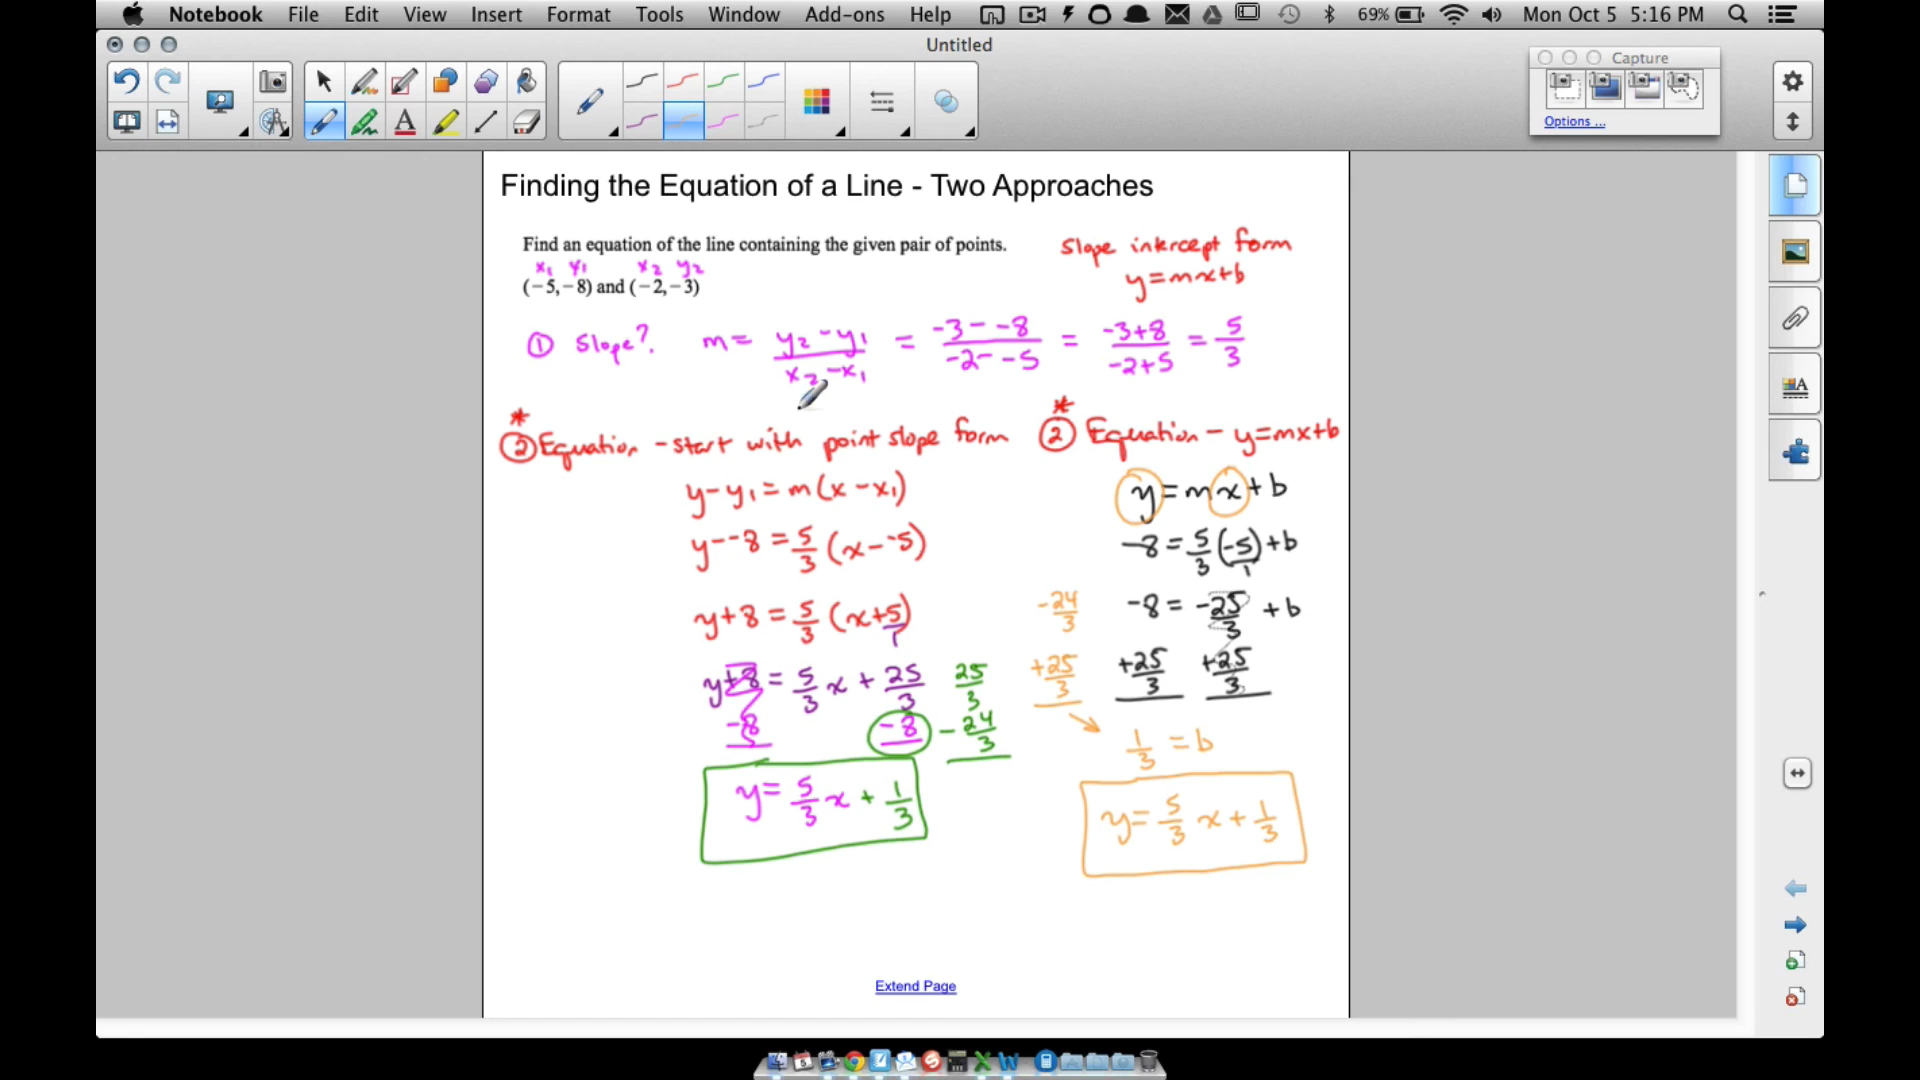 Notebook File Edit View Insert Format Tools Window Add-ons Help 69% Mon Oct 5 5:16 PM
Untitled
Capture
Options ...
Finding the Equation of a Line - Two Approaches
Find an equation of the line containing the given pair of points.
x₁ y₁ x₂ y₂
(−5,−8) and (−2,−3)
Slope intercept form
y=mx+b
① Slope? m = y₂-y₁/x₂-x₁ = -3--8/-2--5 = -3+8/-2+5 = 5/3
*
② Equation - start with point slope form
y-y₁=m(x-x₁)
y--8=5/3(x--5)
y+8=5/3(x+5/1)
y+8=5/3x+25/3 25/3
-8 -8 -24/3
y=5/3x+1/3
*
② Equation - y=mx+b
y=mx+b
-8=5/3(-5/1)+b
-24/3 -8=-25/3+b
+25/3 +25/3 +25/3
1/3=b
y=5/3x+1/3
Extend Page